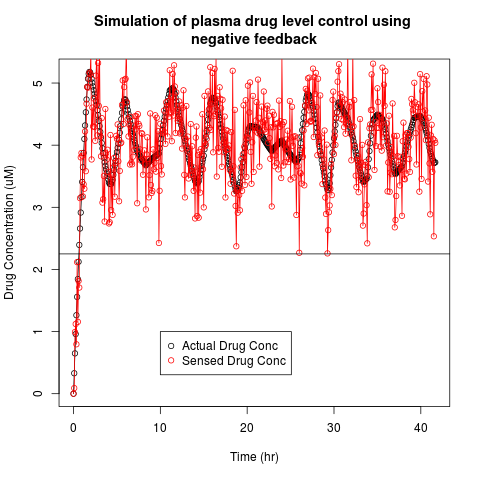 Simulation of plasma drug level control using
negative feedback
Drug Concentration (uM)
5
4
3
2
1
0
Actual Drug Conc
Sensed Drug Conc
0
10
20
30
40
Time (hr)